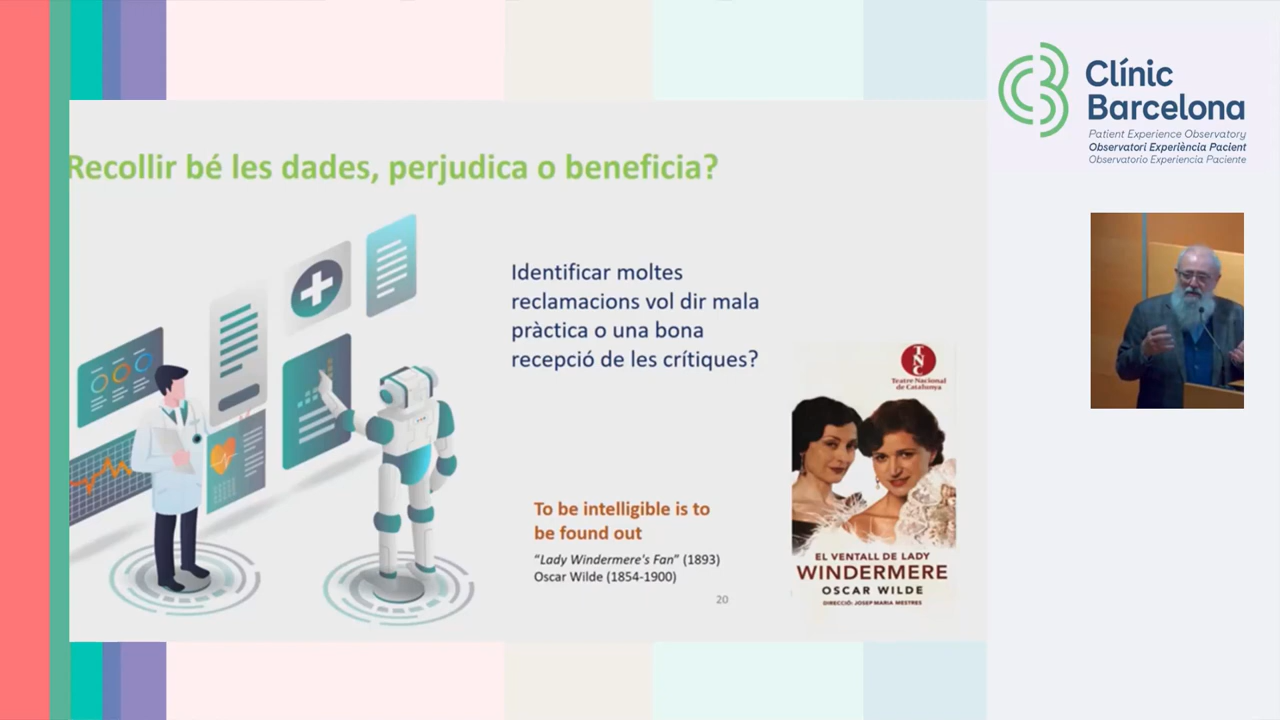 Recollir bé les dades, perjudica o beneficia?
Identificar moltes
reclamacions vol dir mala
pràctica o una bona
recepció de les crítiques?
To be intelligible is to
be found out
“Lady Windermere's Fan” (1893)
Oscar Wilde (1854-1900)
20
TNC
Teatre Nacional
de Catalunya
EL VENTALL DE LADY
WINDERMERE
OSCAR WILDE
DIRECCIÓ: JOSEP MARIA MESTRES
Clínic
Barcelona
Patient Experience Observatory
Observatori Experiència Pacient
Observatorio Experiencia Paciente